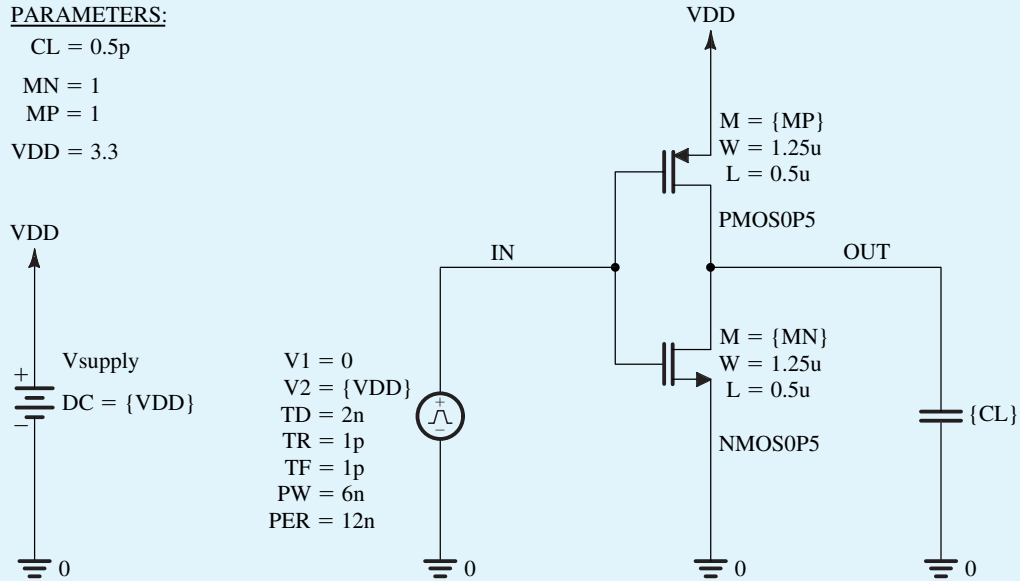 PARAMETERS:
CL = 0.5p
MN = 1
MP = 1
VDD = 3.3
VDD
Vsupply
+
DC = {VDD}
−
0
V1 = 0
V2 = {VDD}
TD = 2n
TR = 1p
TF = 1p
PW = 6n
PER = 12n
+
−
0
IN
VDD
M = {MP}
W = 1.25u
L = 0.5u
PMOS0P5
OUT
M = {MN}
W = 1.25u
L = 0.5u
NMOS0P5
0
{CL}
0